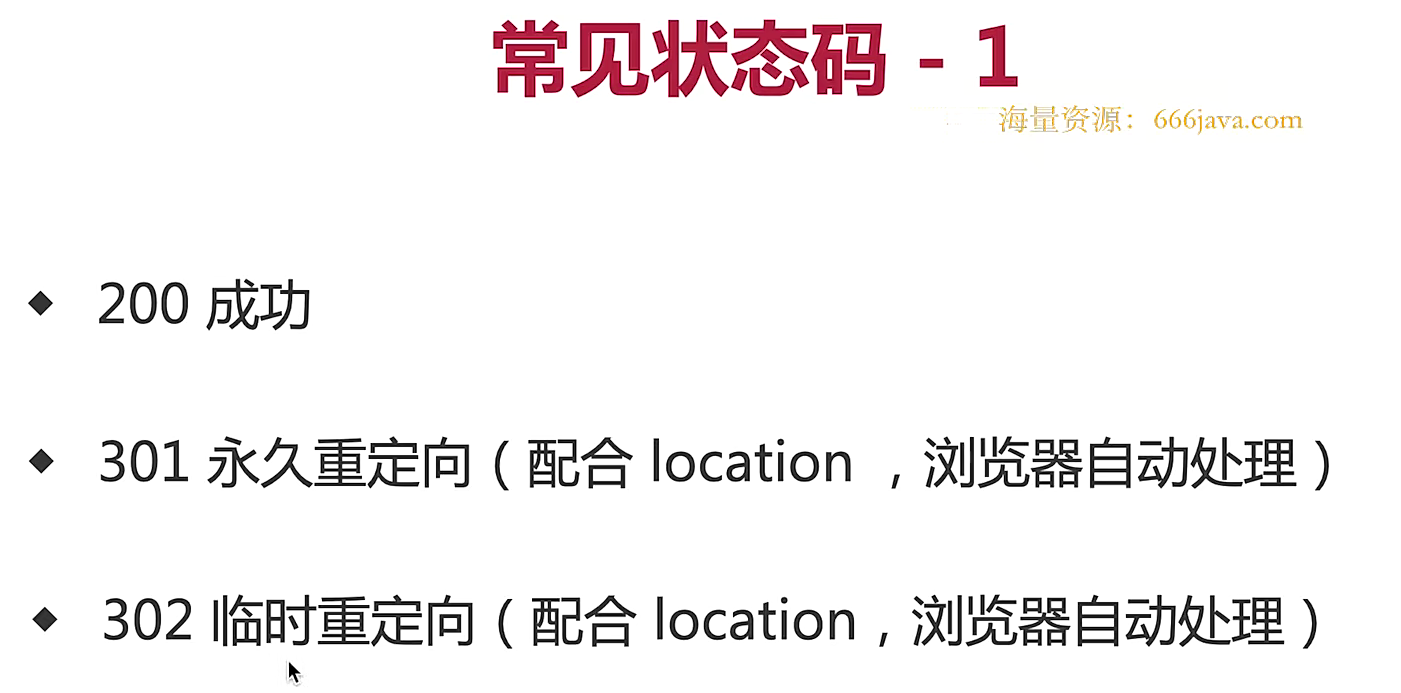 常见状态码 - 1
海量资源：666java.com
◆ 200 成功
◆ 301 永久重定向（配合 location ，浏览器自动处理）
◆ 302 临时重定向（配合 location，浏览器自动处理）